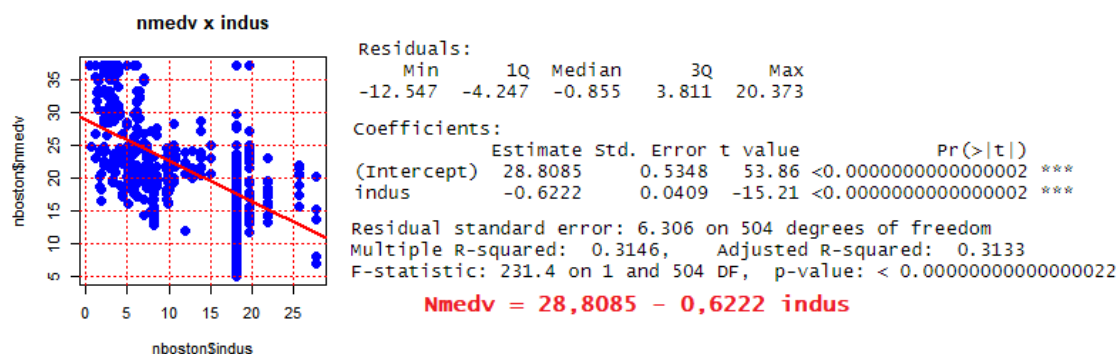 nmedv x indus
nboston$nmedv
35
30
25
20
15
10
5
0 5 10 15 20 25
nboston$indus
Residuals:
Min 1Q Median 3Q Max
-12.547 -4.247 -0.855 3.811 20.373
Coefficients:
Estimate Std. Error t value Pr(>|t|)
(Intercept) 28.8085 0.5348 53.86 <0.0000000000000002 ***
indus -0.6222 0.0409 -15.21 <0.0000000000000002 ***
Residual standard error: 6.306 on 504 degrees of freedom
Multiple R-squared: 0.3146, Adjusted R-squared: 0.3133
F-statistic: 231.4 on 1 and 504 DF, p-value: < 0.00000000000000022
Nmedv = 28,8085 – 0,6222 indus